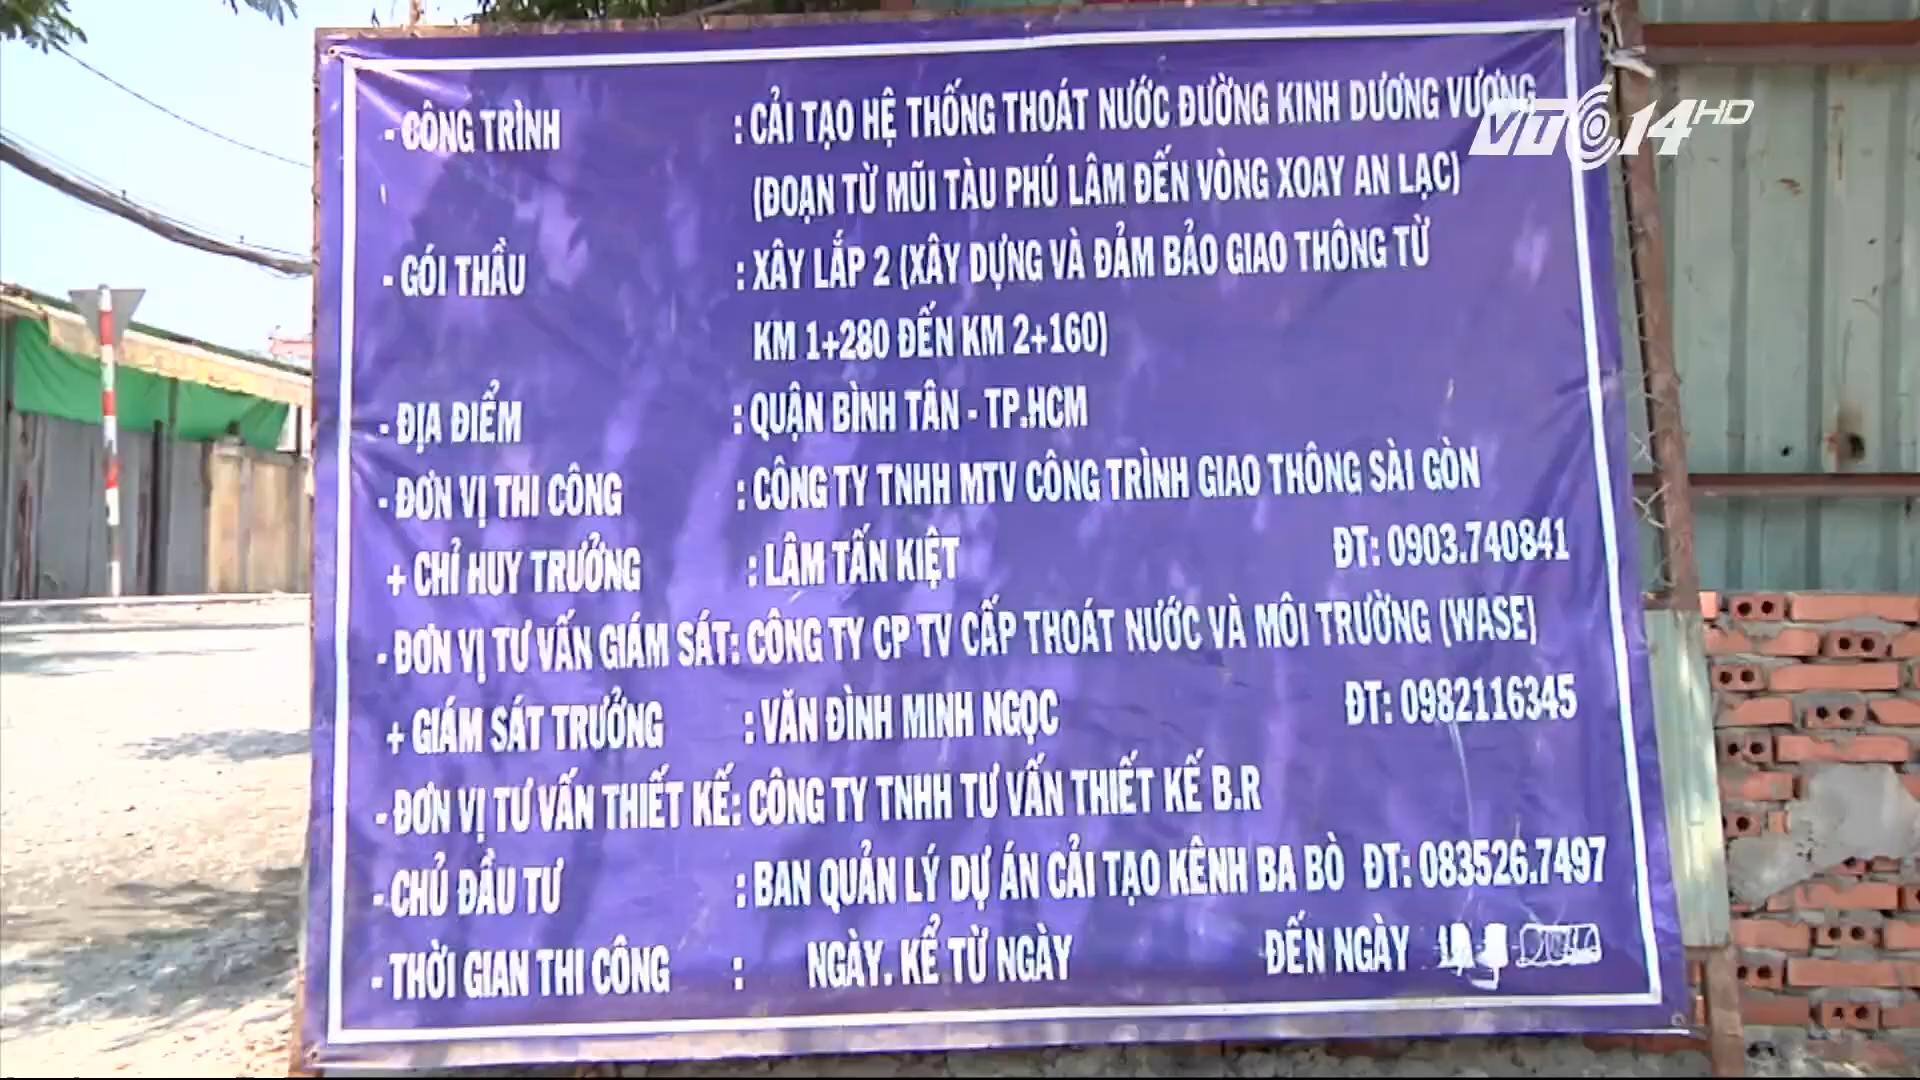 - CÔNG TRÌNH : CẢI TẠO HỆ THỐNG THOÁT NƯỚC ĐƯỜNG KINH DƯƠNG VƯƠNG
VTC14HD
(ĐOẠN TỪ MŨI TÀU PHÚ LÂM ĐẾN VÒNG XOAY AN LẠC)
- GÓI THẦU : XÂY LẮP 2 (XÂY DỰNG VÀ ĐẢM BẢO GIAO THÔNG TỪ
KM 1+280 ĐẾN KM 2+160)
- ĐỊA ĐIỂM : QUẬN BÌNH TÂN - TP.HCM
- ĐƠN VỊ THI CÔNG : CÔNG TY TNHH MTV CÔNG TRÌNH GIAO THÔNG SÀI GÒN
+ CHỈ HUY TRƯỞNG : LÂM TẤN KIỆT ĐT: 0903.740841
- ĐƠN VỊ TƯ VẤN GIÁM SÁT: CÔNG TY CP TV CẤP THOÁT NƯỚC VÀ MÔI TRƯỜNG (WASE)
+ GIÁM SÁT TRƯỞNG : VĂN ĐÌNH MINH NGỌC ĐT: 0982116345
- ĐƠN VỊ TƯ VẤN THIẾT KẾ: CÔNG TY TNHH TƯ VẤN THIẾT KẾ B.R
- CHỦ ĐẦU TƯ : BAN QUẢN LÝ DỰ ÁN CẢI TẠO KÊNH BA BÒ ĐT: 083526.7497
- THỜI GIAN THI CÔNG : NGÀY. KỂ TỪ NGÀY ĐẾN NGÀY